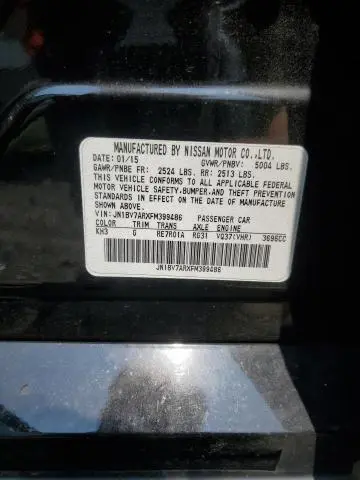 MANUFACTURED BY NISSAN MOTOR CO.,LTD.
DATE: 01/15 GVWR/PNBV: 5004 LBS.
GAWR/PNBE FR: 2524 LBS. RR: 2513 LBS.
THIS VEHICLE CONFORMS TO ALL APPLICABLE FEDERAL
MOTOR VEHICLE SAFETY,BUMPER,AND THEFT PREVENTION
STANDARDS IN EFFECT ON THE DATE OF MANUFACTURE
SHOWN ABOVE.
VIN: JN1BV7ARXFM399486 PASSENGER CAR
COLOR TRIM TRANS AXLE ENGINE
KH3 G RE7R01A RG31 VQ37(VHR) 3696CC
JN1BV7ARXFM399486